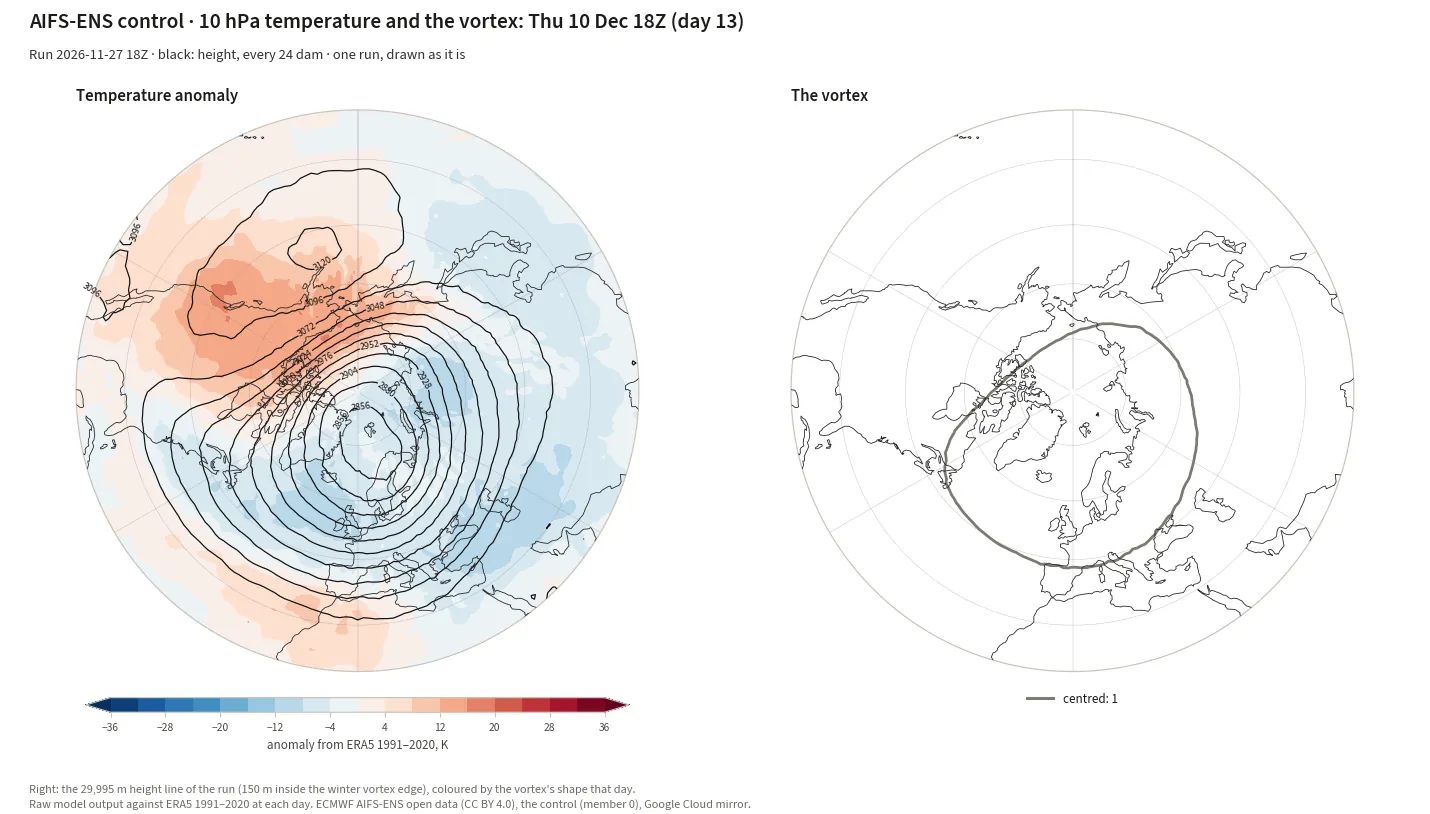 AIFS-ENS control · 10 hPa temperature and the vortex: Thu 10 Dec 18Z (day 13)
Run 2026-11-27 18Z · black: height, every 24 dam · one run, drawn as it is
Temperature anomaly
The vortex
3096
3096
3120
3096
3048
3072
2952
2976
2904
2928
2880
2856
−36 −28 −20 −12 −4 4 12 20 28 36
anomaly from ERA5 1991–2020, K
centred: 1
Right: the 29,995 m height line of the run (150 m inside the winter vortex edge), coloured by the vortex's shape that day.
Raw model output against ERA5 1991–2020 at each day. ECMWF AIFS-ENS open data (CC BY 4.0), the control (member 0), Google Cloud mirror.